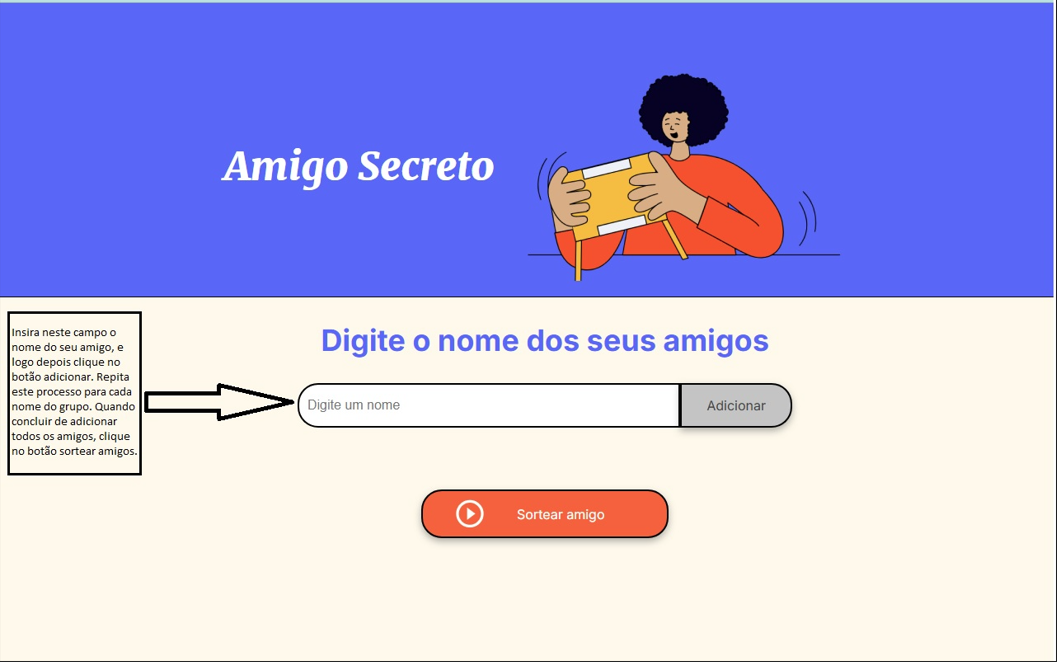 Amigo Secreto
Insira neste campo o
nome do seu amigo, e
logo depois clique no
botão adicionar. Repita
este processo para cada
nome do grupo. Quando
concluir de adicionar
todos os amigos, clique
no botão sortear amigos.
Digite o nome dos seus amigos
Digite um nome
Adicionar
Sortear amigo